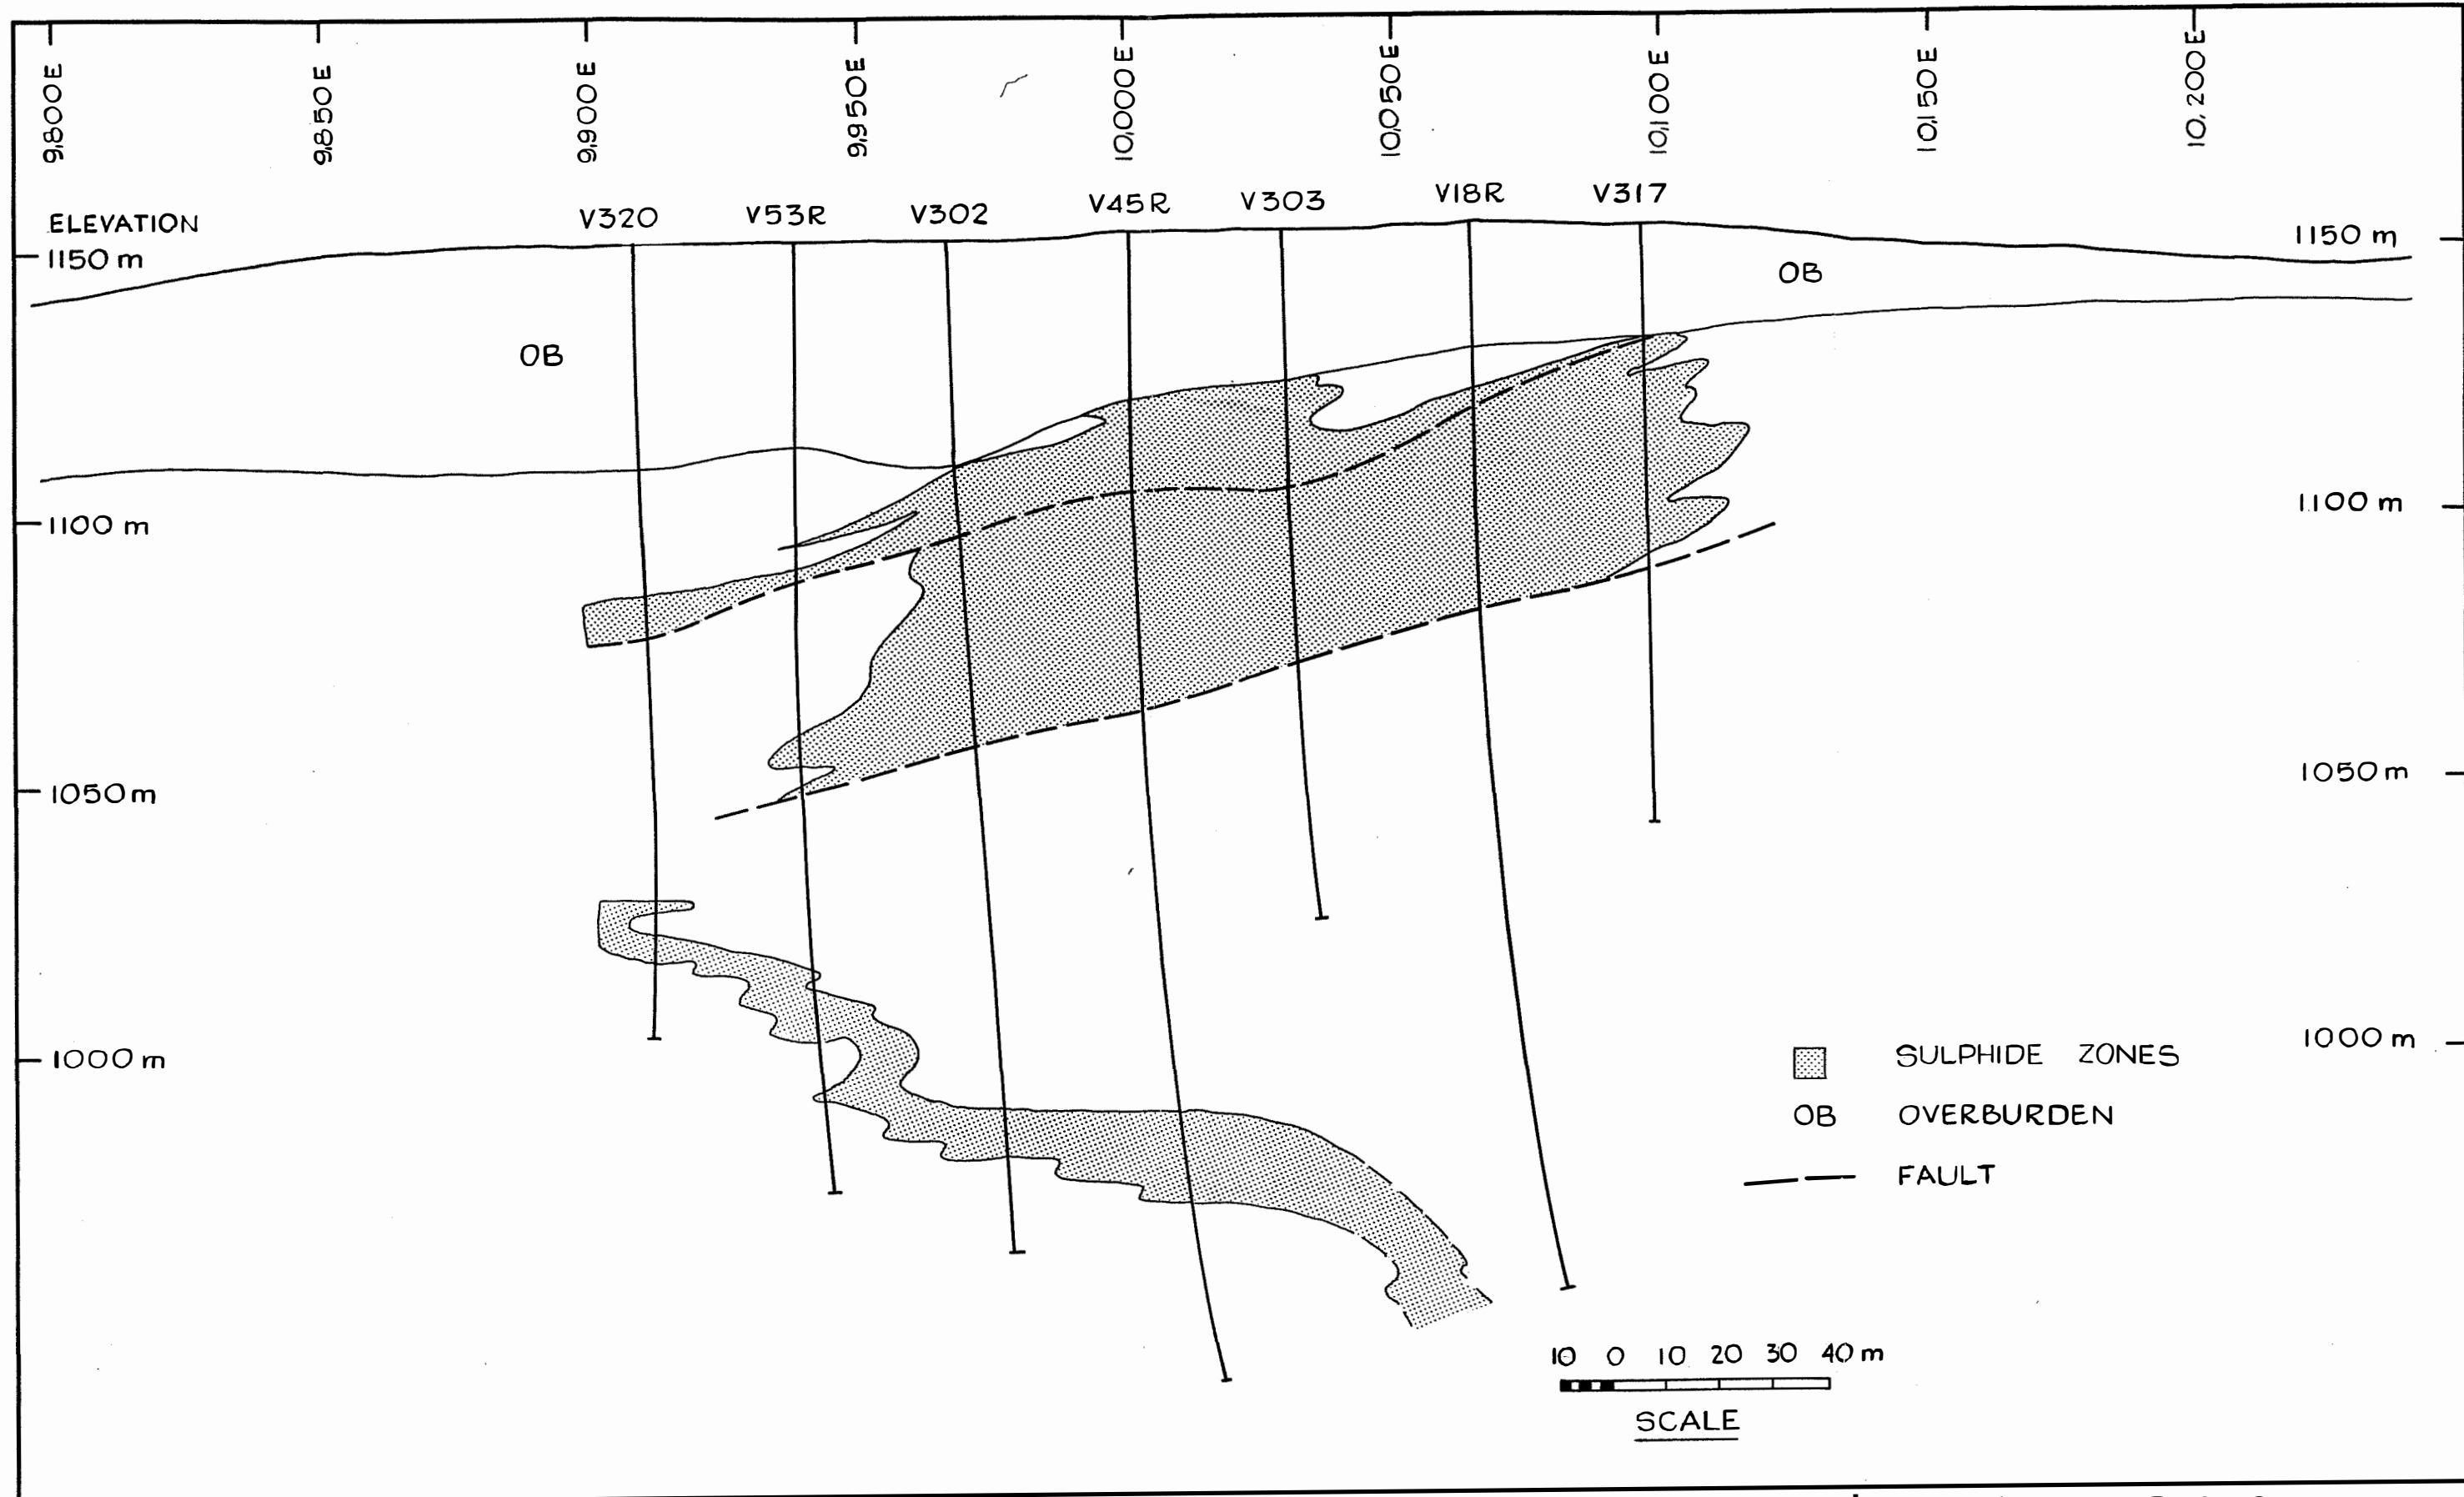 9,800E
9,850E
9,900E
9,950E
10,000E
10,050E
10,100E
10,150E
10,200E
V320
V53R
V302
V45R
V303
V18R
V317
ELEVATION
1150 m
1150 m
OB
OB
1100 m
1100 m
1050 m
1050 m
1000 m
1000 m
SULPHIDE ZONES
OB OVERBURDEN
FAULT
10 0 10 20 30 40 m
SCALE